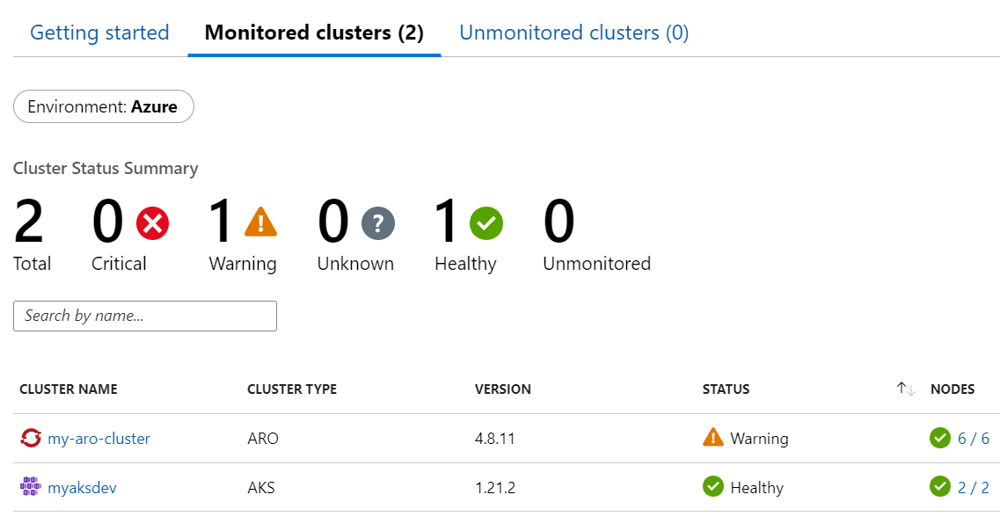 Getting started Monitored clusters (2) Unmonitored clusters (0)
Environment: Azure
Cluster Status Summary
2 0 1 0 1 0
Total Critical Warning Unknown Healthy Unmonitored
Search by name...
CLUSTER NAME CLUSTER TYPE VERSION STATUS NODES
my-aro-cluster ARO 4.8.11 Warning 6 / 6
myaksdev AKS 1.21.2 Healthy 2 / 2